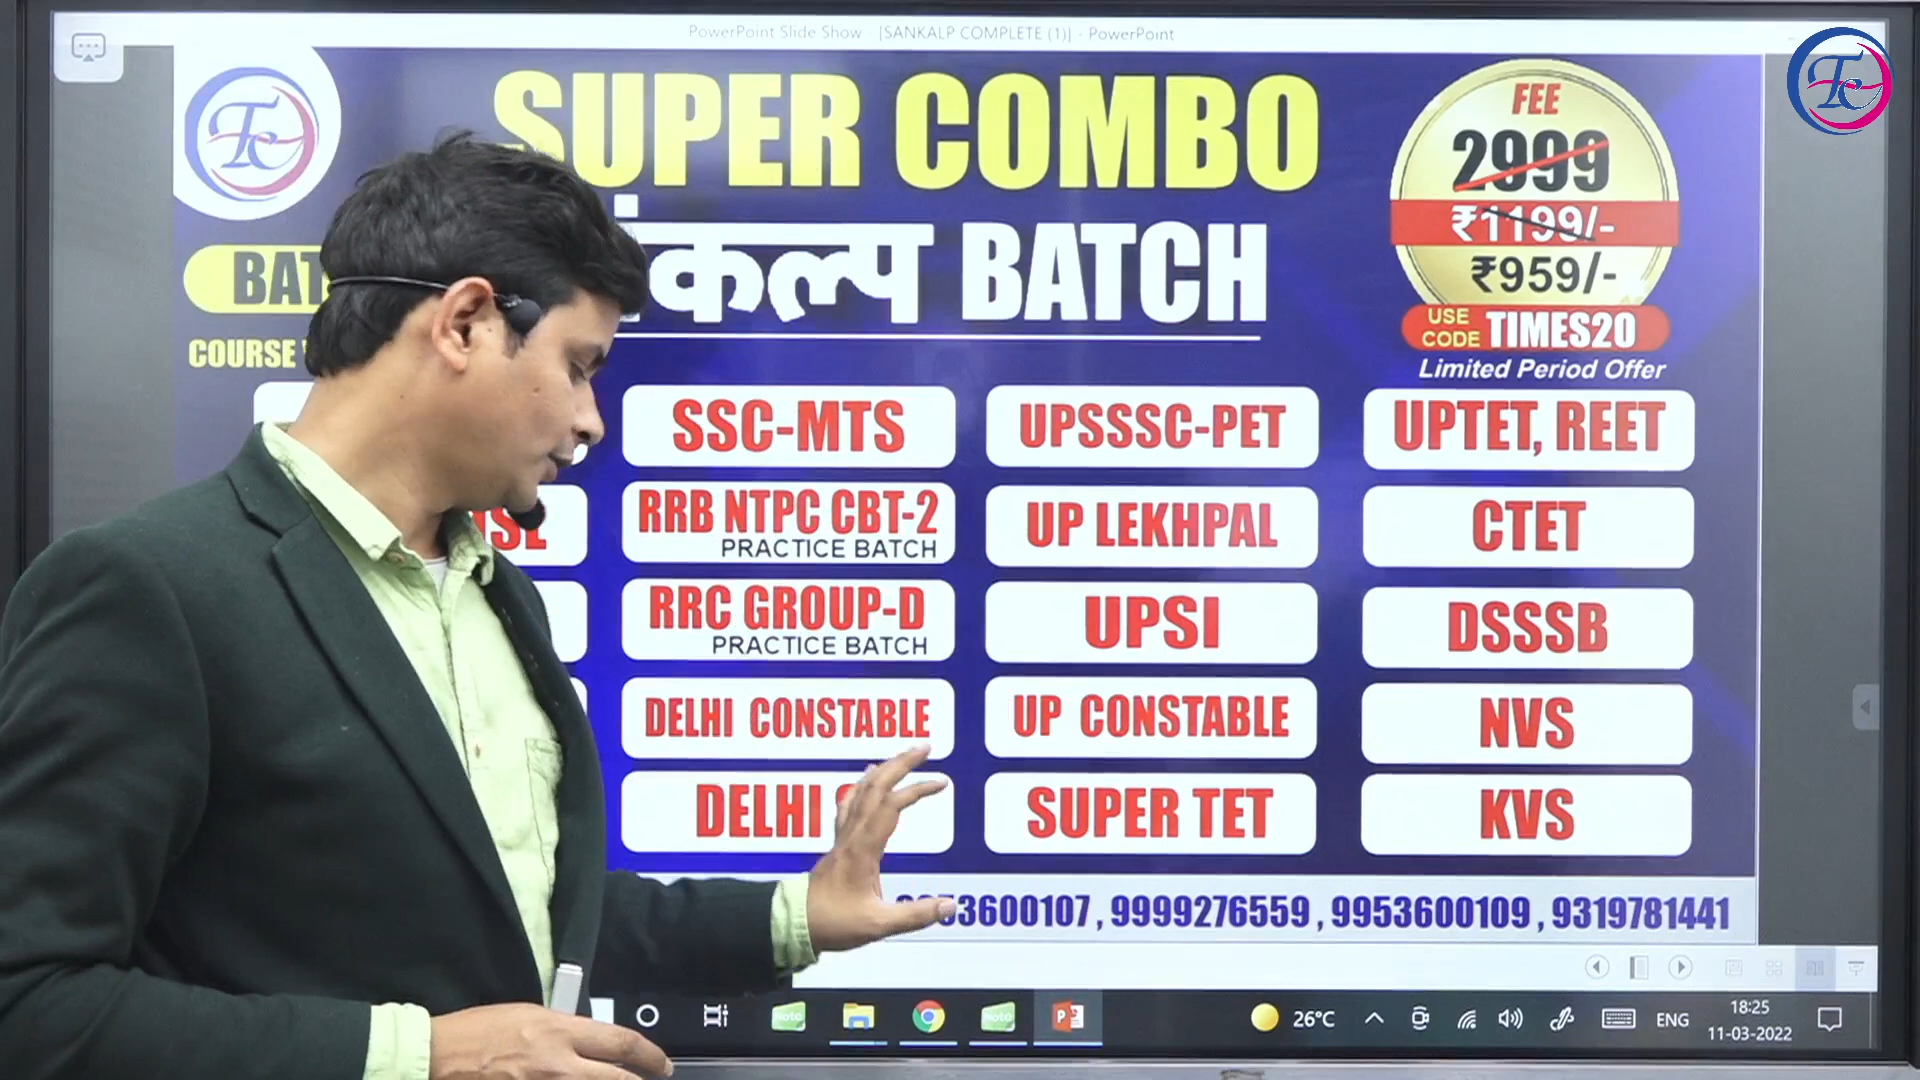 PowerPoint Slide Show [SANKALP COMPLETE (1)] - PowerPoint
Tc
Tc
SUPER COMBO
BATCH
FEE
2999
₹1199/-
₹959/-
USE CODE TIMES20
Limited Period Offer
COURSE
SSC-MTS
UPSSSC-PET
UPTET, REET
RRB NTPC CBT-2
PRACTICE BATCH
UP LEKHPAL
CTET
RRC GROUP-D
PRACTICE BATCH
UPSI
DSSSB
DELHI CONSTABLE
UP CONSTABLE
NVS
DELHI
SUPER TET
KVS
9999276559, 9953600109, 9319781441
26°C
ENG
18:25
11-03-2022